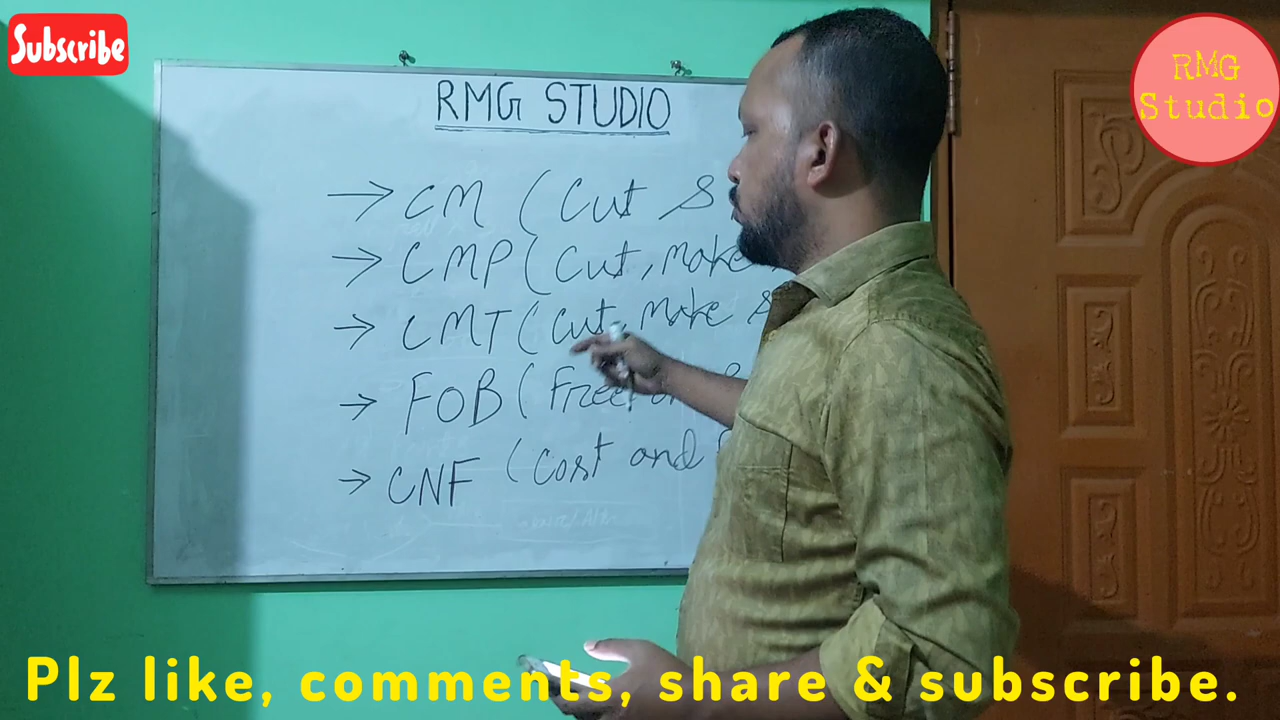 Subscribe
RMG
Studio
RMG STUDIO
→ CM ( Cut &
→ CMP ( Cut, Make
→ CMT ( Cut, Make &
→ FOB ( Free
→ CNF ( Cost and
Plz like, comments, share & subscribe.